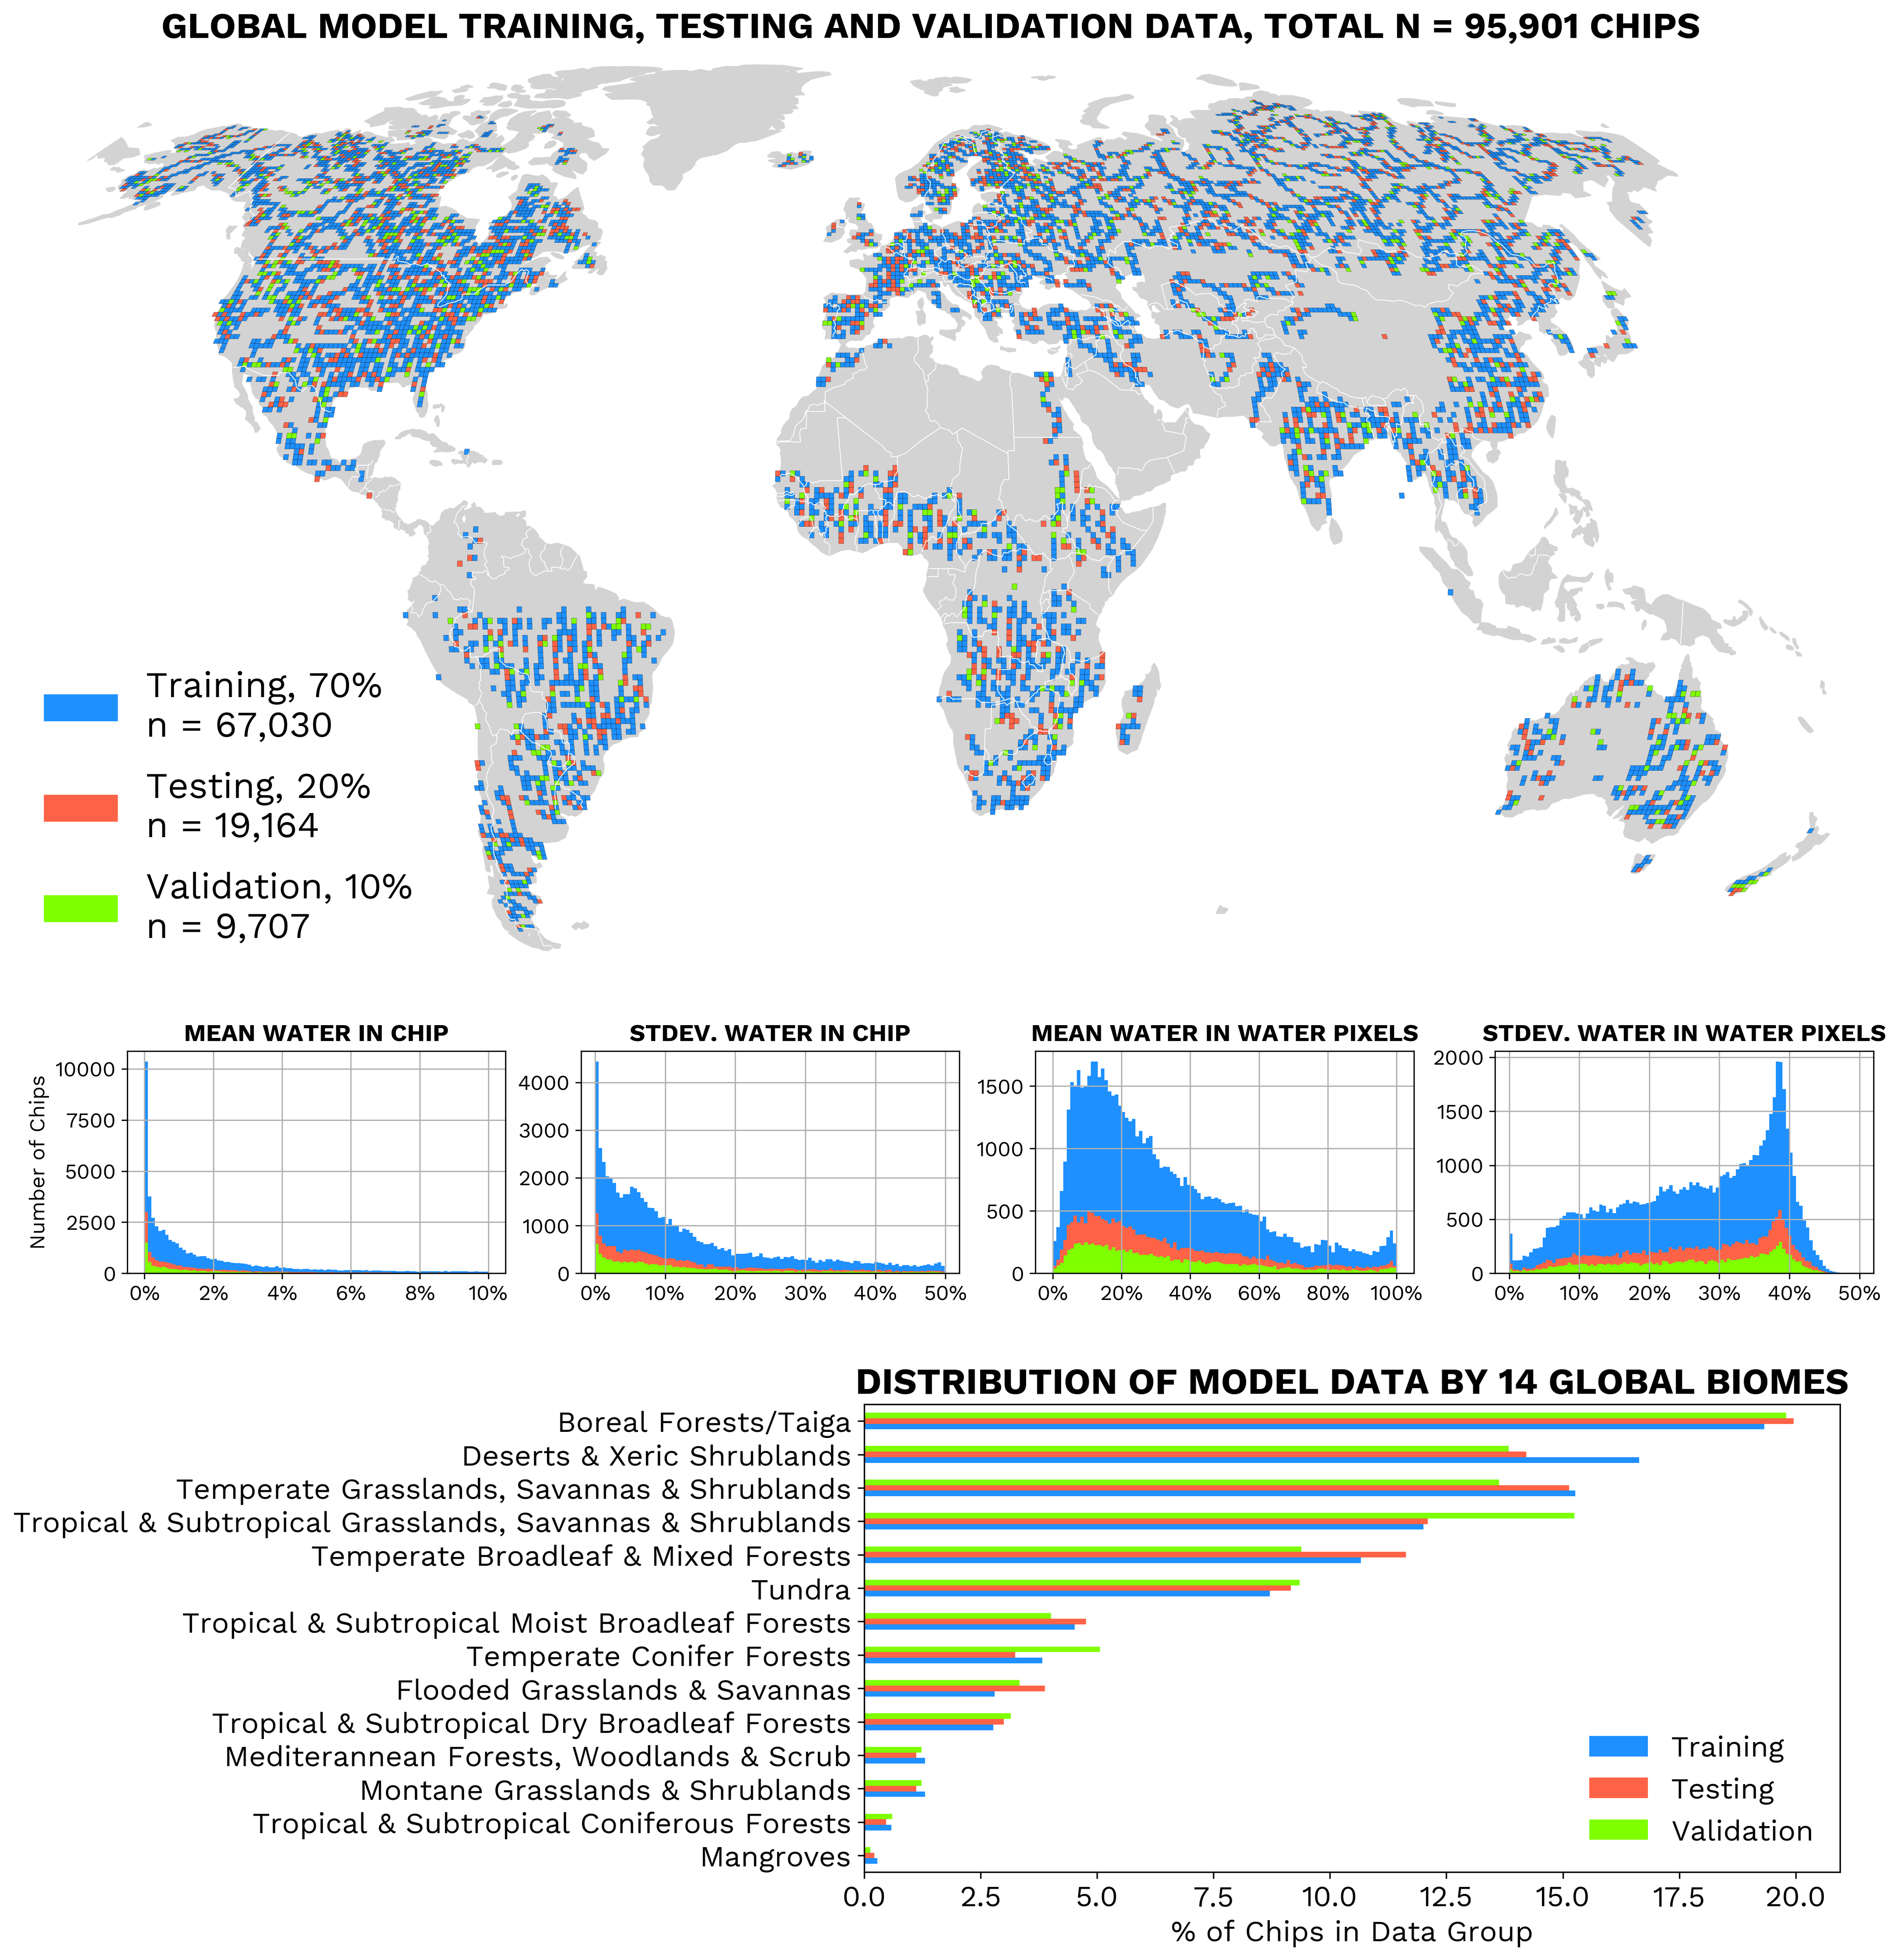 GLOBAL MODEL TRAINING, TESTING AND VALIDATION DATA, TOTAL N = 95,901 CHIPS
Training, 70%
n = 67,030
Testing, 20%
n = 19,164
Validation, 10%
n = 9,707
MEAN WATER IN CHIP
Number of Chips
10000
7500
5000
2500
0
0% 2% 4% 6% 8% 10%
STDEV. WATER IN CHIP
4000
3000
2000
1000
0
0% 10% 20% 30% 40% 50%
MEAN WATER IN WATER PIXELS
1500
1000
500
0
0% 20% 40% 60% 80% 100%
STDEV. WATER IN WATER PIXELS
2000
1500
1000
500
0
0% 10% 20% 30% 40% 50%
DISTRIBUTION OF MODEL DATA BY 14 GLOBAL BIOMES
Boreal Forests/Taiga
Deserts & Xeric Shrublands
Temperate Grasslands, Savannas & Shrublands
Tropical & Subtropical Grasslands, Savannas & Shrublands
Temperate Broadleaf & Mixed Forests
Tundra
Tropical & Subtropical Moist Broadleaf Forests
Temperate Conifer Forests
Flooded Grasslands & Savannas
Tropical & Subtropical Dry Broadleaf Forests
Mediterannean Forests, Woodlands & Scrub
Montane Grasslands & Shrublands
Tropical & Subtropical Coniferous Forests
Mangroves
Training
Testing
Validation
0.0 2.5 5.0 7.5 10.0 12.5 15.0 17.5 20.0
% of Chips in Data Group